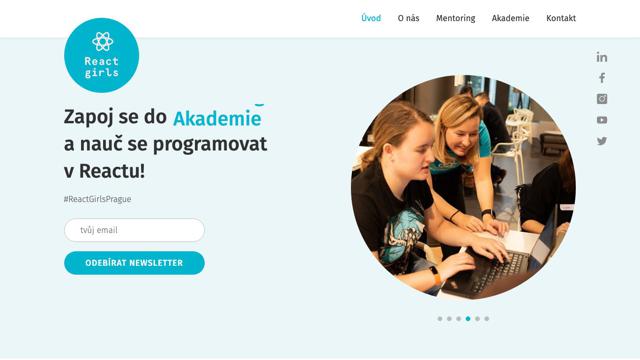 Úvod
O nás
Mentoring
Akademie
Kontakt
React
girls
Zapoj se do Akademie
a nauč se programovat
v Reactu!
#ReactGirlsPrague
tvůj email
ODEBÍRAT NEWSLETTER